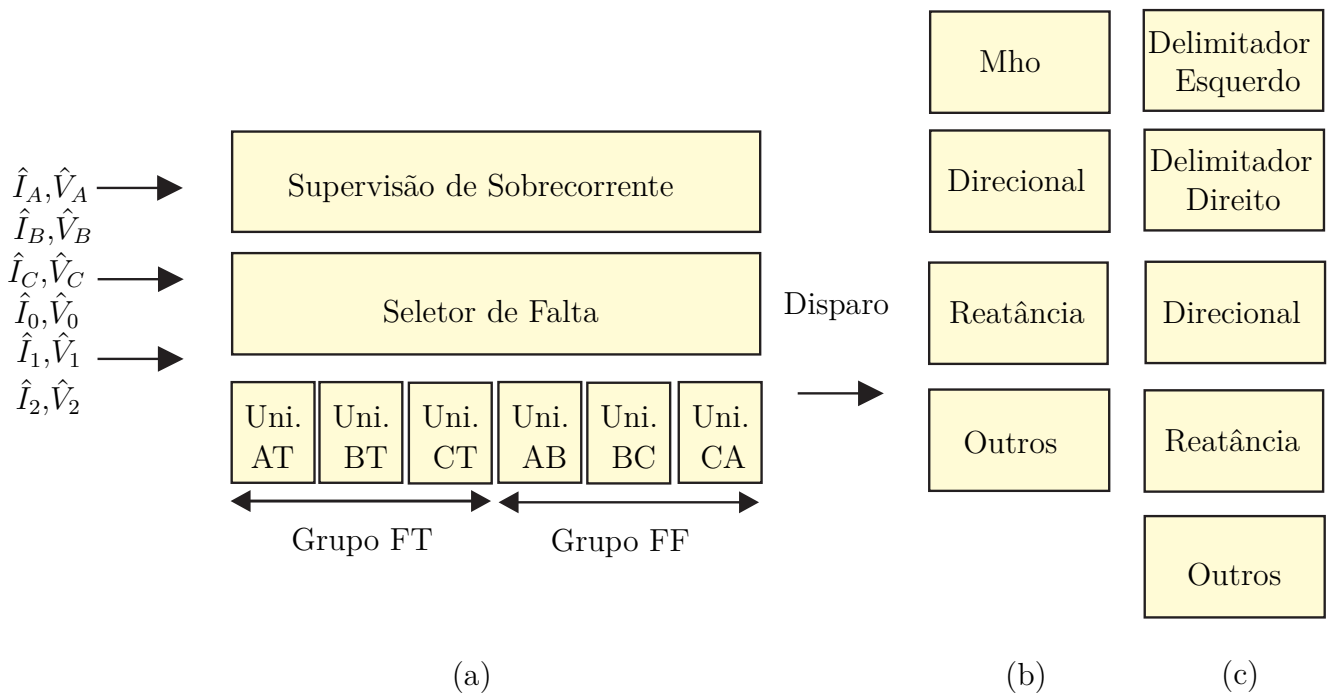 Î_A,V̂_A
Î_B,V̂_B
Î_C,V̂_C
Î_0,V̂_0
Î_1,V̂_1
Î_2,V̂_2
Supervisão de Sobrecorrente
Seletor de Falta
Uni.
AT
Uni.
BT
Uni.
CT
Uni.
AB
Uni.
BC
Uni.
CA
Grupo FT
Grupo FF
Disparo
(a)
Mho
Direcional
Reatância
Outros
(b)
Delimitador
Esquerdo
Delimitador
Direito
Direcional
Reatância
Outros
(c)